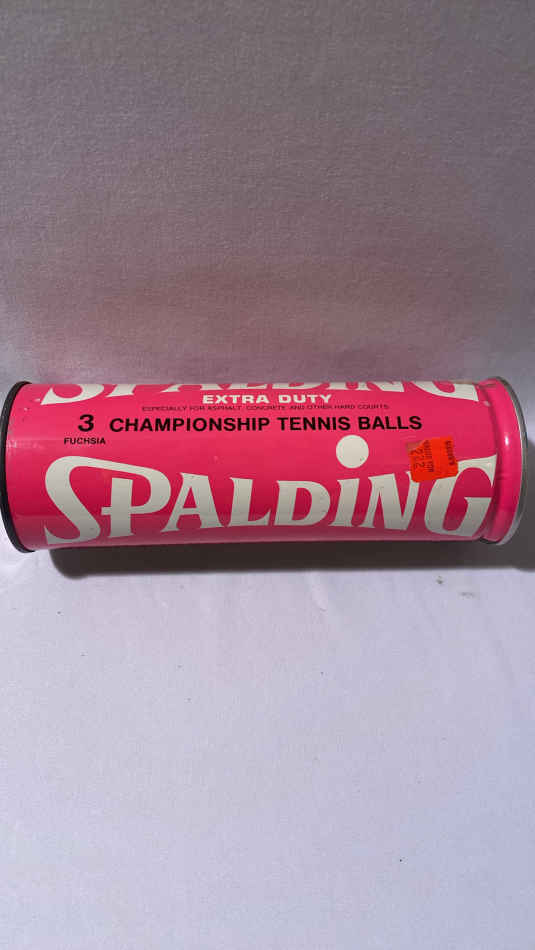 SPALDING
EXTRA DUTY
ESPECIALLY FOR ASPHALT, CONCRETE AND OTHER HARD COURTS.
3 CHAMPIONSHIP TENNIS BALLS
FUCHSIA
SPALDING